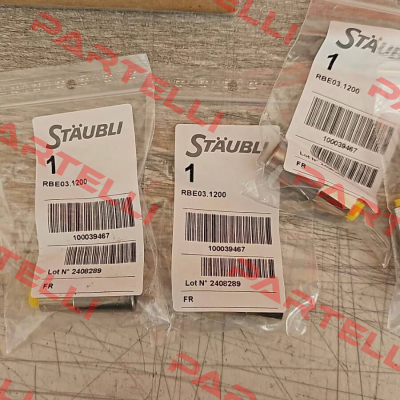 STÄUBLI
1
RBE03.1200
100039467
Lot N° 2408289
FR
STÄUBLI
1
RBE03.1200
100039467
Lot N° 2408289
FR
STÄUBLI
1
RBE03.1200
100039467
FR
PARTELLI
PARTELLI
PARTELLI
PARTELLI